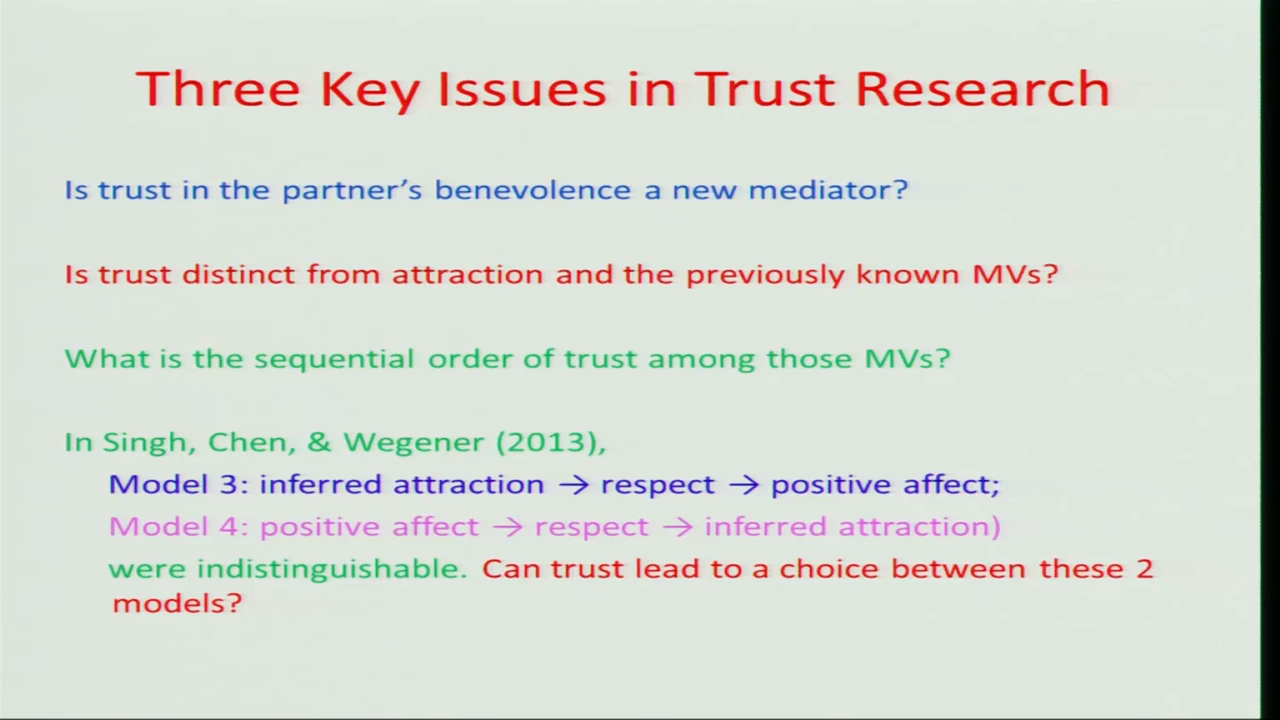 Three Key Issues in Trust Research
Is trust in the partner’s benevolence a new mediator?
Is trust distinct from attraction and the previously known MVs?
What is the sequential order of trust among those MVs?
In Singh, Chen, & Wegener (2013),
Model 3: inferred attraction → respect → positive affect;
Model 4: positive affect → respect → inferred attraction)
were indistinguishable. Can trust lead to a choice between these 2
models?